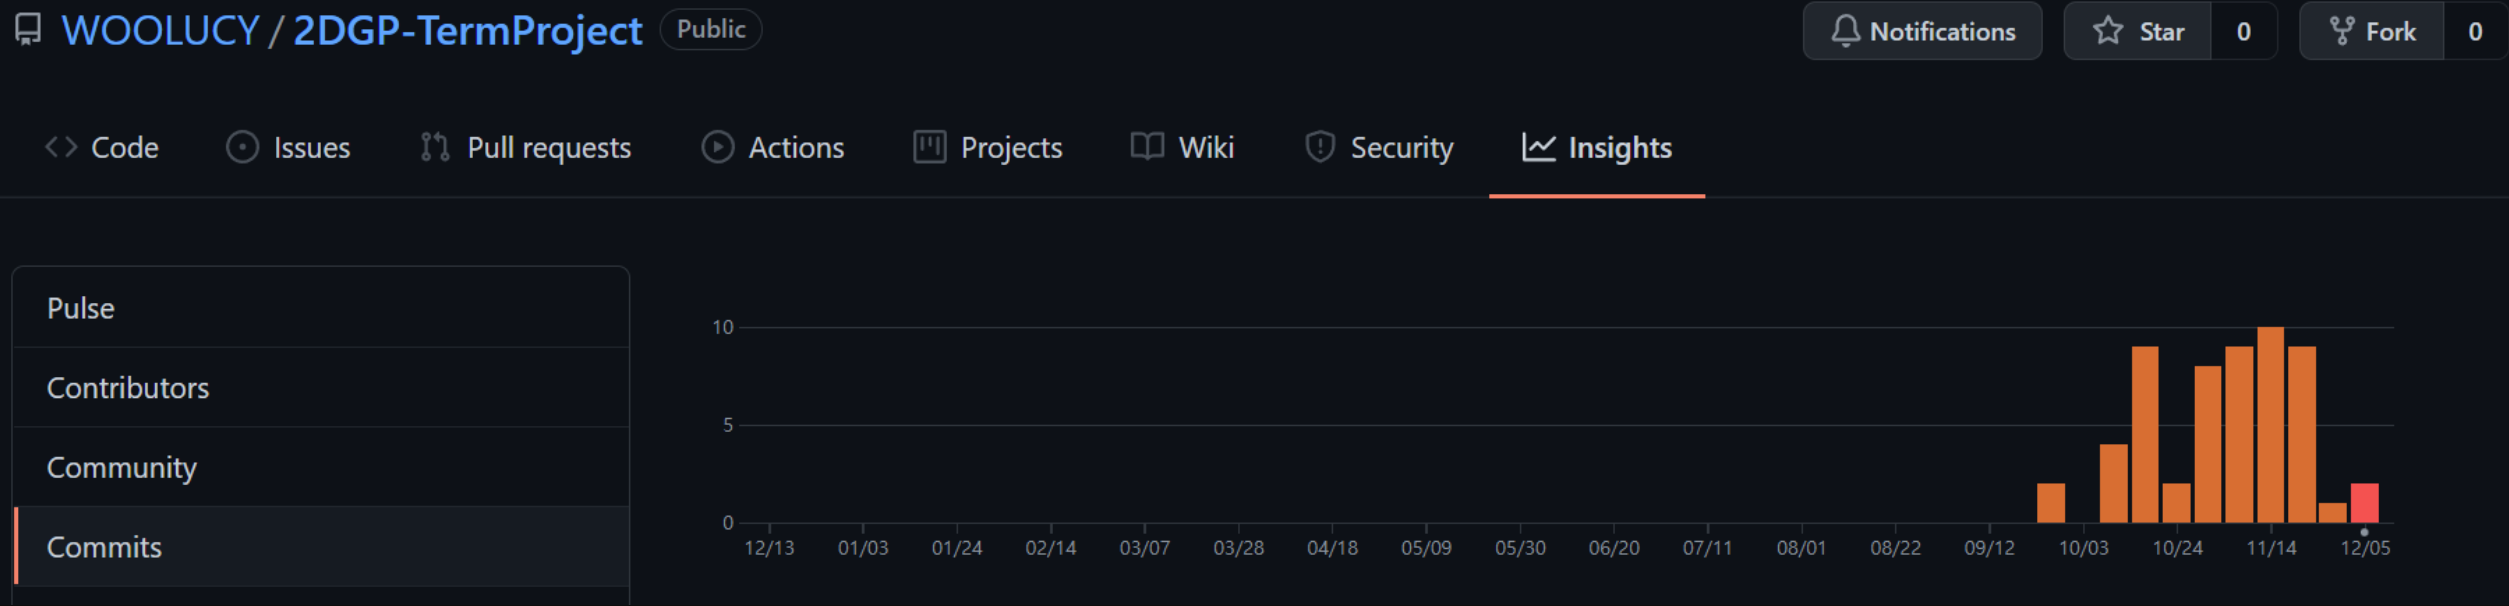 WOOLUCY / 2DGP-TermProject Public Notifications Star 0 Fork 0
Code Issues Pull requests Actions Projects Wiki Security Insights
Pulse
Contributors
Community
Commits
10
5
0
12/13 01/03 01/24 02/14 03/07 03/28 04/18 05/09 05/30 06/20 07/11 08/01 08/22 09/12 10/03 10/24 11/14 12/05